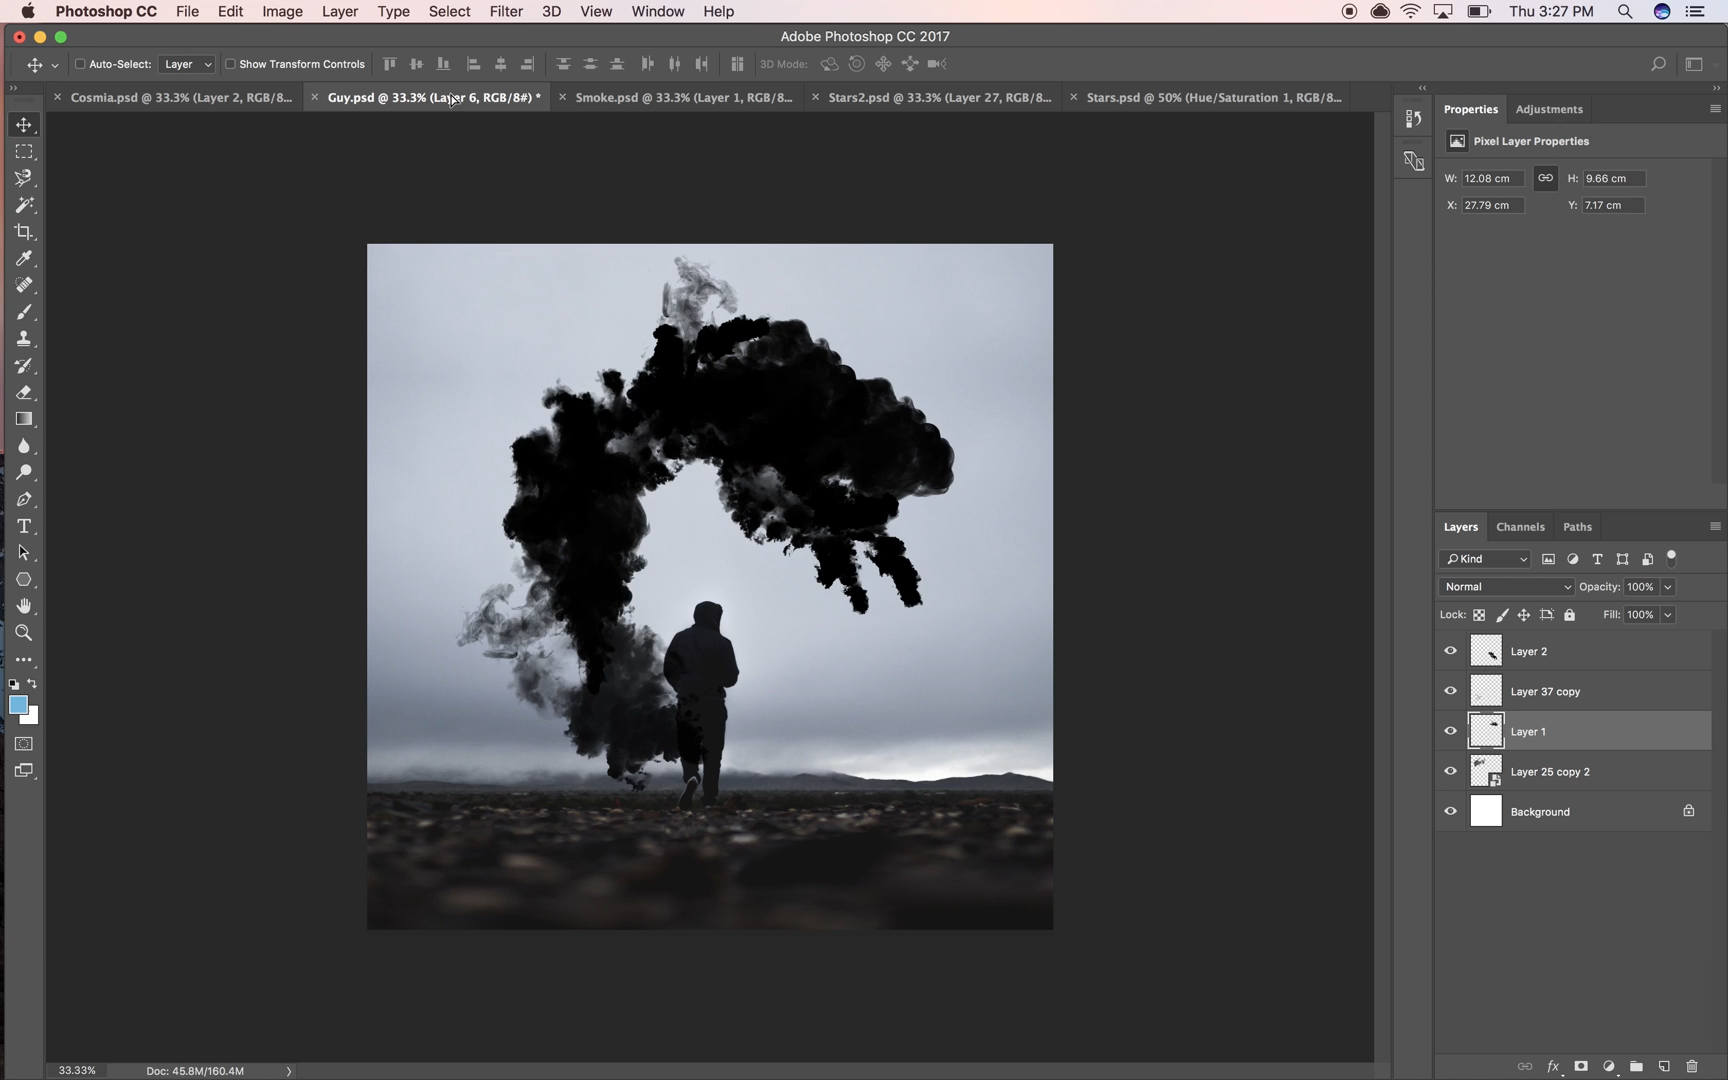 Photoshop CC File Edit Image Layer Type Select Filter 3D View Window Help Thu 3:27 PM
Adobe Photoshop CC 2017
Auto-Select: Layer Show Transform Controls 3D Mode:
Cosmia.psd @ 33.3% (Layer 2, RGB/8... Guy.psd @ 33.3% (Layer 6, RGB/8#) * Smoke.psd @ 33.3% (Layer 1, RGB/8... Stars2.psd @ 33.3% (Layer 27, RGB/8... Stars.psd @ 50% (Hue/Saturation 1, RGB/8...
Properties Adjustments
Pixel Layer Properties
W: 12.08 cm H: 9.66 cm
X: 27.79 cm Y: 7.17 cm
Layers Channels Paths
Kind
Normal Opacity: 100%
Lock: Fill: 100%
Layer 2
Layer 37 copy
Layer 1
Layer 25 copy 2
Background
33.33% Doc: 45.8M/160.4M